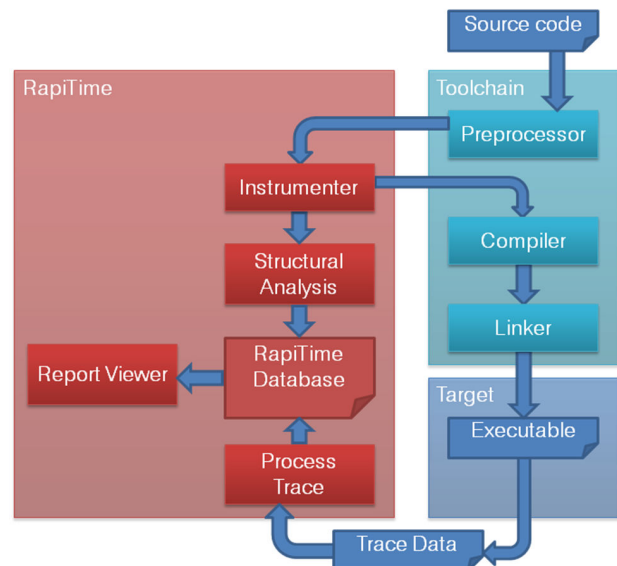 Source code
RapiTime
Toolchain
Preprocessor
Instrumenter
Compiler
Structural
Analysis
Linker
RapiTime
Database
Report Viewer
Target
Executable
Process
Trace
Trace Data